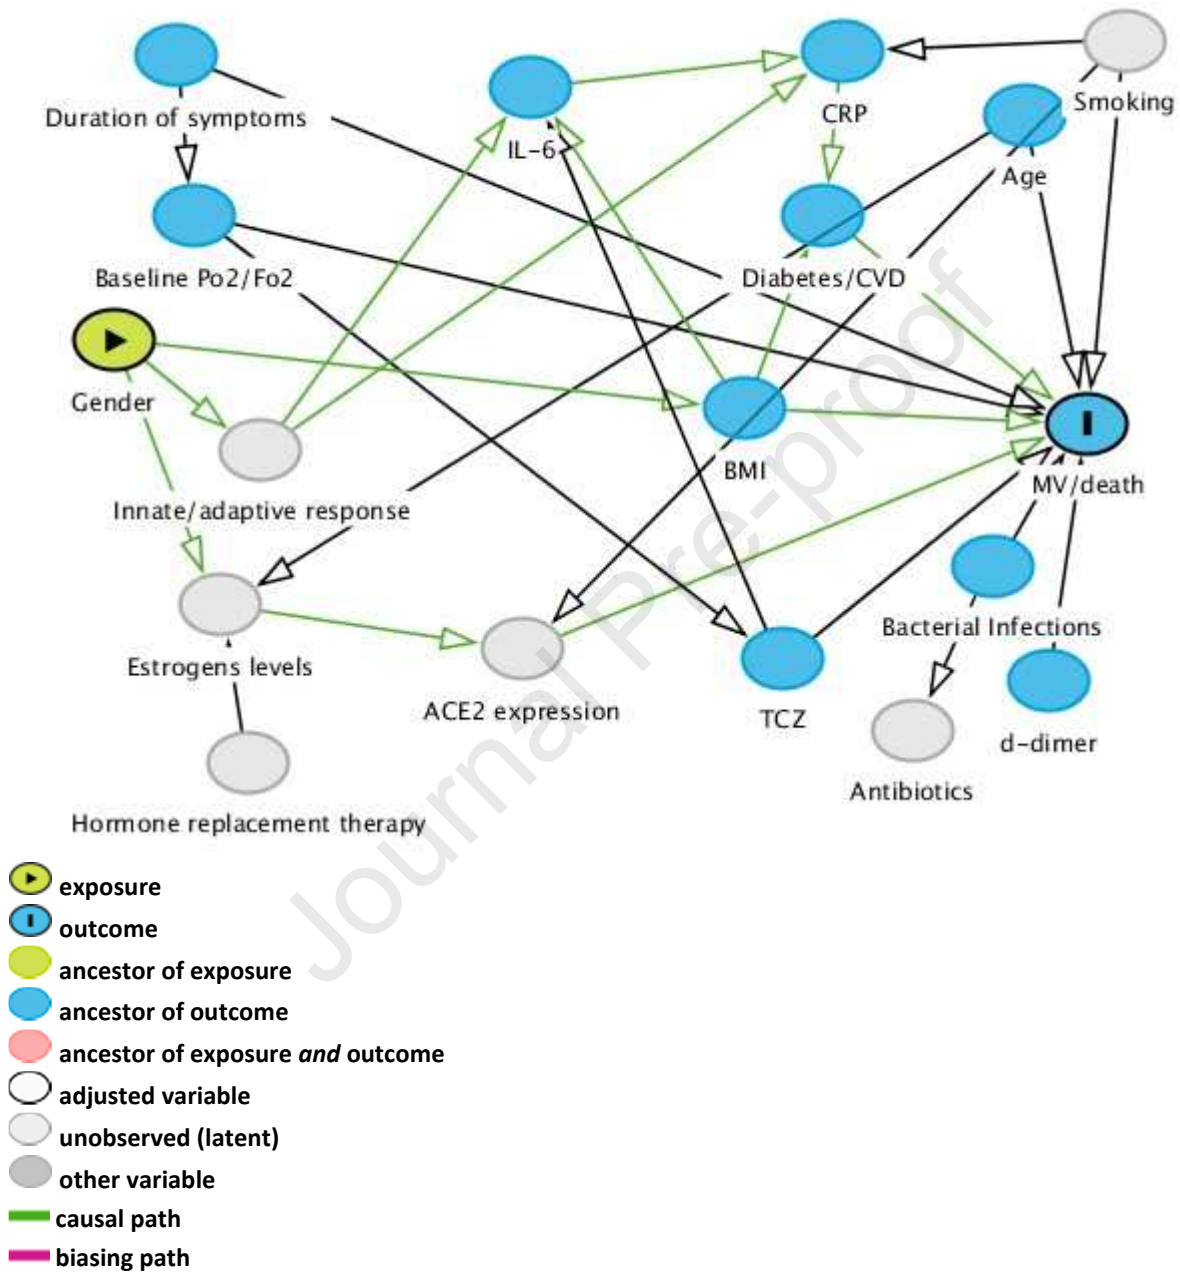 CRP
Smoking
Duration of symptoms
IL-6
Age
Baseline Po2/Fo2
Diabetes/CVD
Gender
BMI
MV/death
Innate/adaptive response
Bacterial Infections
Estrogens levels
ACE2 expression
TCZ
d-dimer
Antibiotics
Hormone replacement therapy
Journal Pre-proof
exposure
outcome
ancestor of exposure
ancestor of outcome
ancestor of exposure and outcome
adjusted variable
unobserved (latent)
other variable
causal path
biasing path